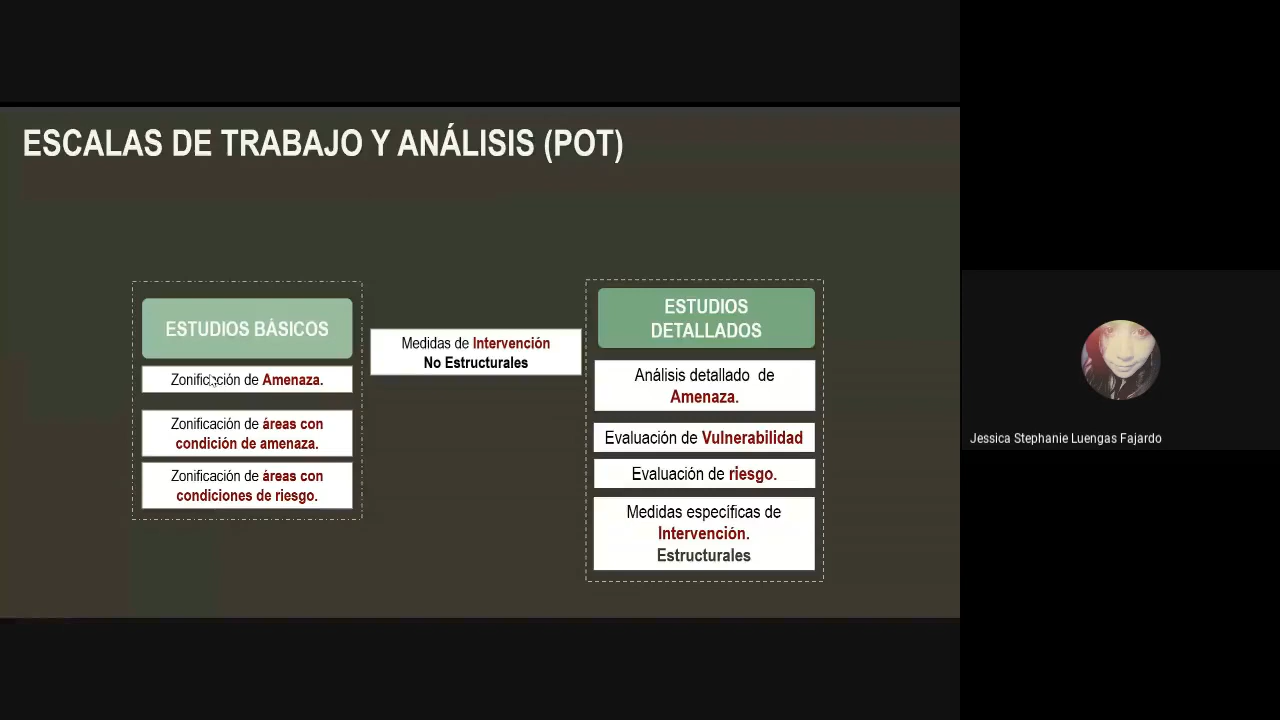 ESCALAS DE TRABAJO Y ANÁLISIS (POT)
ESTUDIOS BÁSICOS
Zonificación de Amenaza.
Zonificación de áreas con
condición de amenaza.
Zonificación de áreas con
condiciones de riesgo.
Medidas de Intervención
No Estructurales
ESTUDIOS
DETALLADOS
Análisis detallado  de
Amenaza.
Evaluación de Vulnerabilidad
Evaluación de riesgo.
Medidas específicas de
Intervención.
Estructurales
Jessica Stephanie Luengas Fajardo